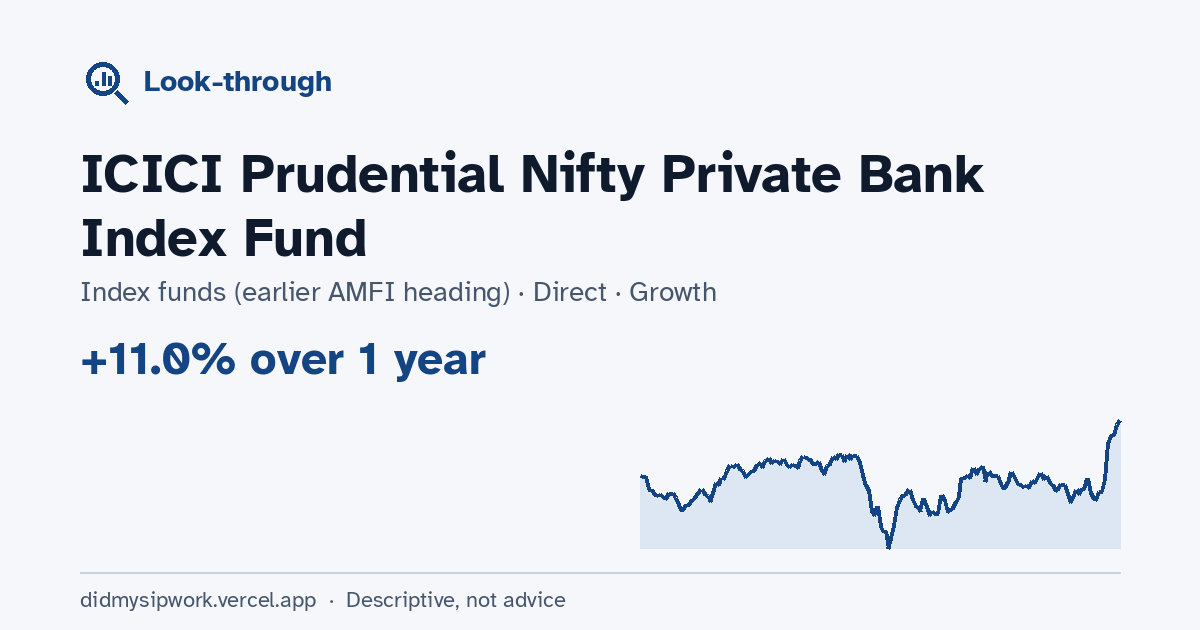 Look-through
ICICI Prudential Nifty Private Bank
Index Fund
Index funds (earlier AMFI heading) · Direct · Growth
+11.0% over 1 year
didmysipwork.vercel.app · Descriptive, not advice